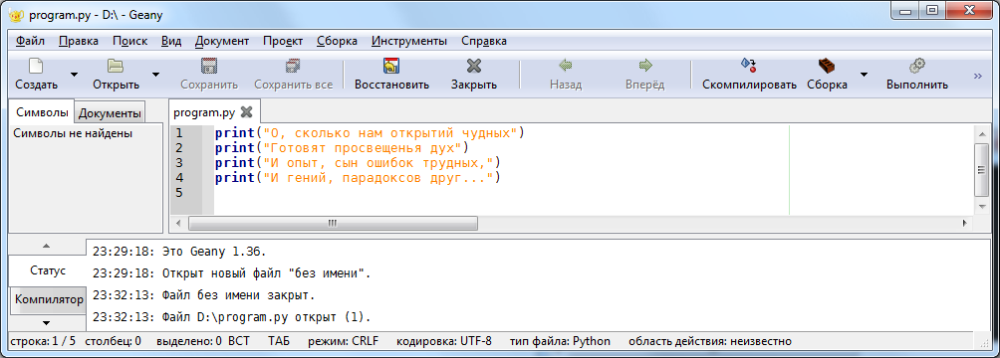 program.py - D:\ - Geany
Файл Правка Поиск Вид Документ Проект Сборка Инструменты Справка
Создать Открыть Сохранить Сохранить все Восстановить Закрыть Назад Вперёд Скомпилировать Сборка Выполнить »
Символы Документы
Символы не найдены
program.py
1 print("О, сколько нам открытий чудных")
2 print("Готовят просвещенья дух")
3 print("И опыт, сын ошибок трудных,")
4 print("И гений, парадоксов друг...")
5
Статус
Компилятор
23:29:18: Это Geany 1.36.
23:29:18: Открыт новый файл "без имени".
23:32:13: Файл без имени закрыт.
23:32:13: Файл D:\program.py открыт (1).
строка: 1 / 5 столбец: 0 выделено: 0 ВСТ ТАБ режим: CRLF кодировка: UTF-8 тип файла: Python область действия: неизвестно